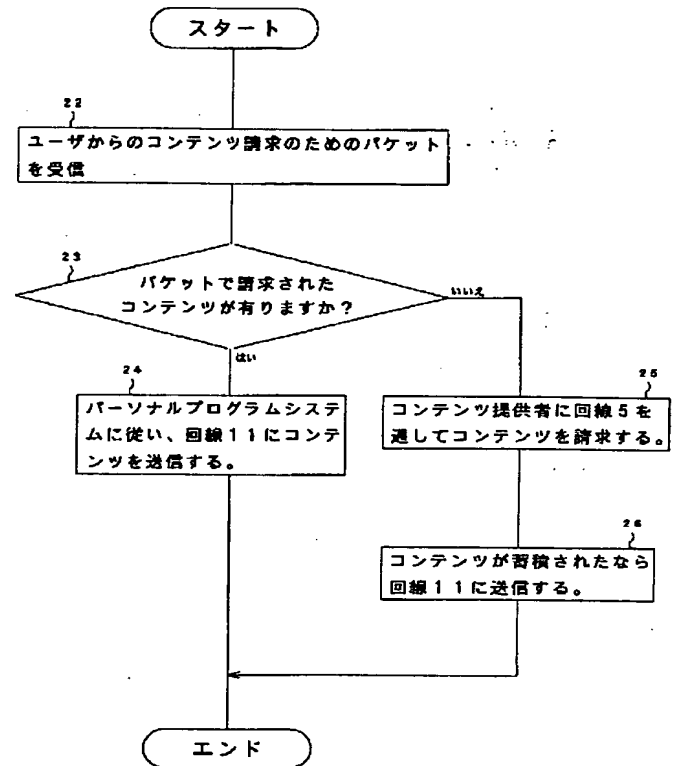 スタート
22
ユーザからのコンテンツ請求のためのパケット
を受信
23
パケットで請求された
コンテンツが有りますか？
いいえ
はい
24
パーソナルプログラムシステ
ムに従い、回線11にコンテ
ンツを送信する。
25
コンテンツ提供者に回線5を
通してコンテンツを請求する。
26
コンテンツが蓄積されたなら
回線11に送信する。
エンド